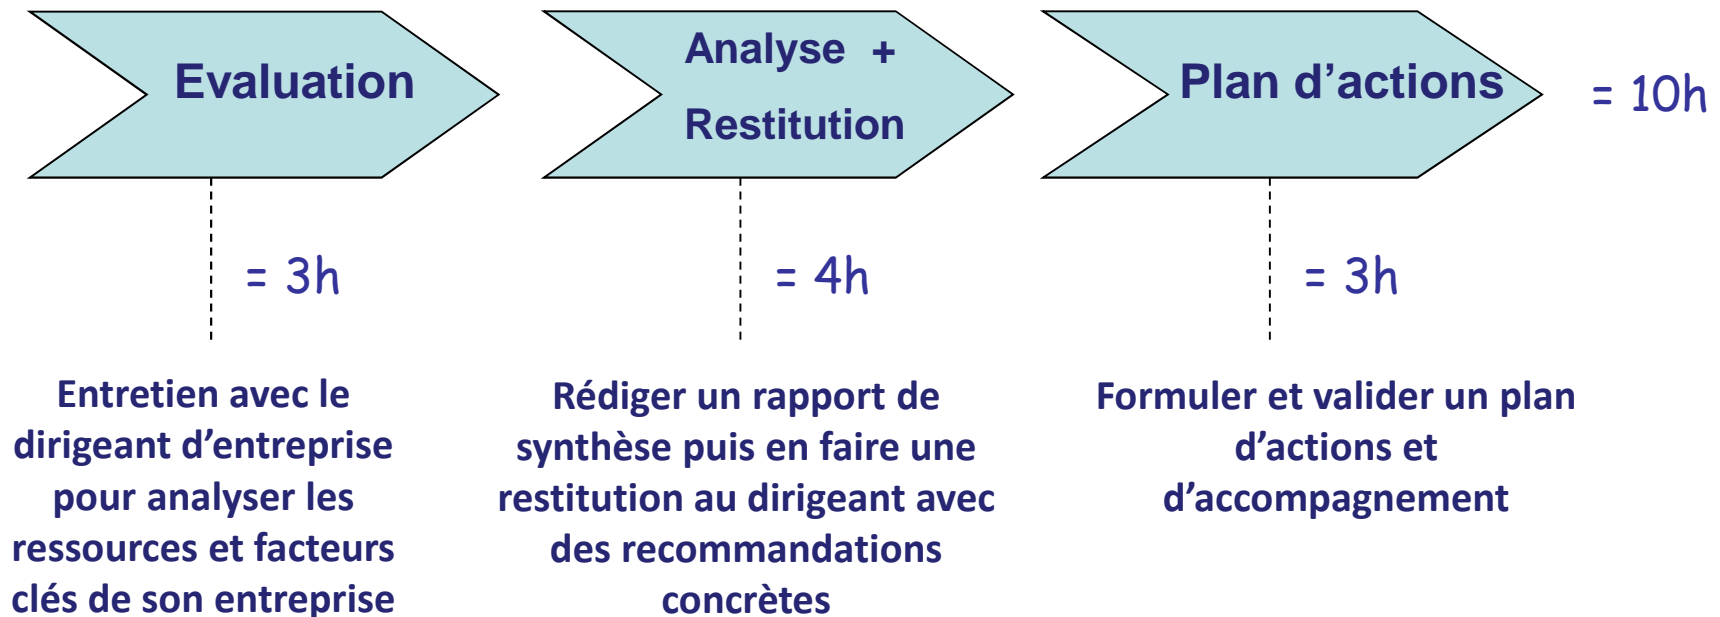 Evaluation
Analyse +
Restitution
Plan d’actions
= 10h
= 3h
= 4h
= 3h
Entretien avec le
dirigeant d’entreprise
pour analyser les
ressources et facteurs
clés de son entreprise
Rédiger un rapport de
synthèse puis en faire une
restitution au dirigeant avec
des recommandations
concrètes
Formuler et valider un plan
d’actions et
d’accompagnement